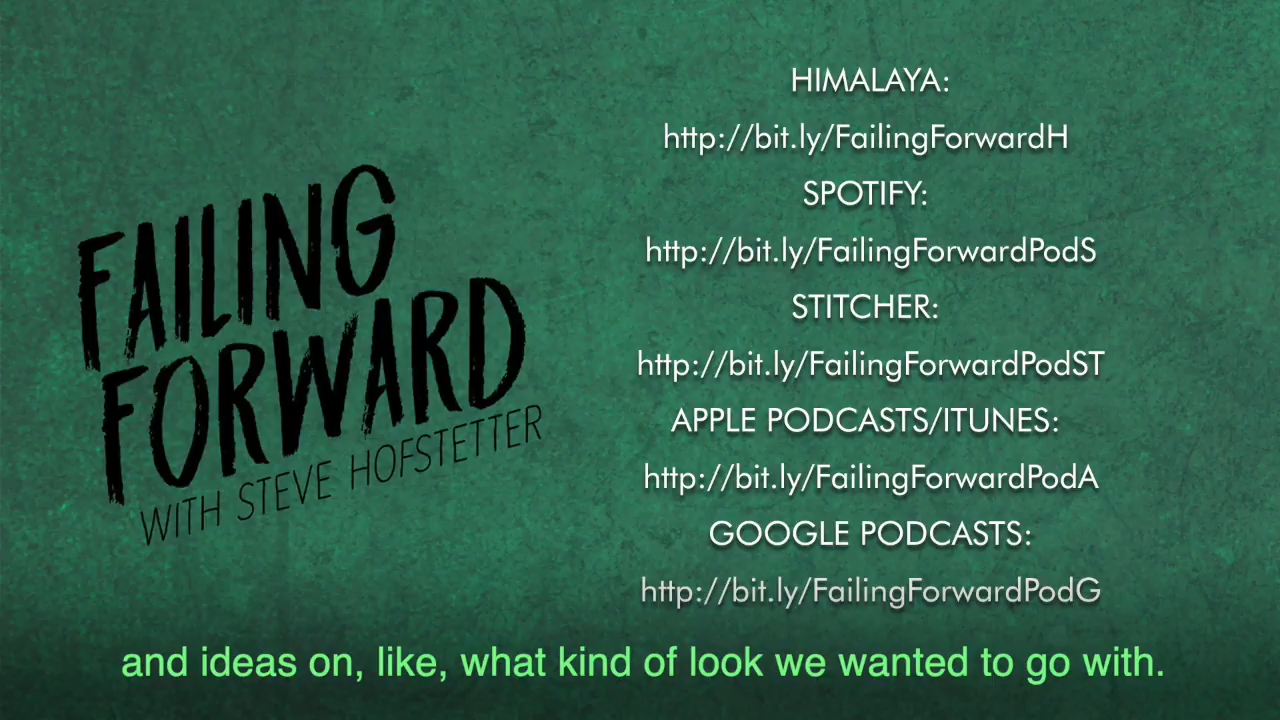 FAILING
FORWARD
WITH STEVE HOFSTETTER
HIMALAYA:
http://bit.ly/FailingForwardH
SPOTIFY:
http://bit.ly/FailingForwardPodS
STITCHER:
http://bit.ly/FailingForwardPodST
APPLE PODCASTS/ITUNES:
http://bit.ly/FailingForwardPodA
GOOGLE PODCASTS:
http://bit.ly/FailingForwardPodG
and ideas on, like, what kind of look we wanted to go with.